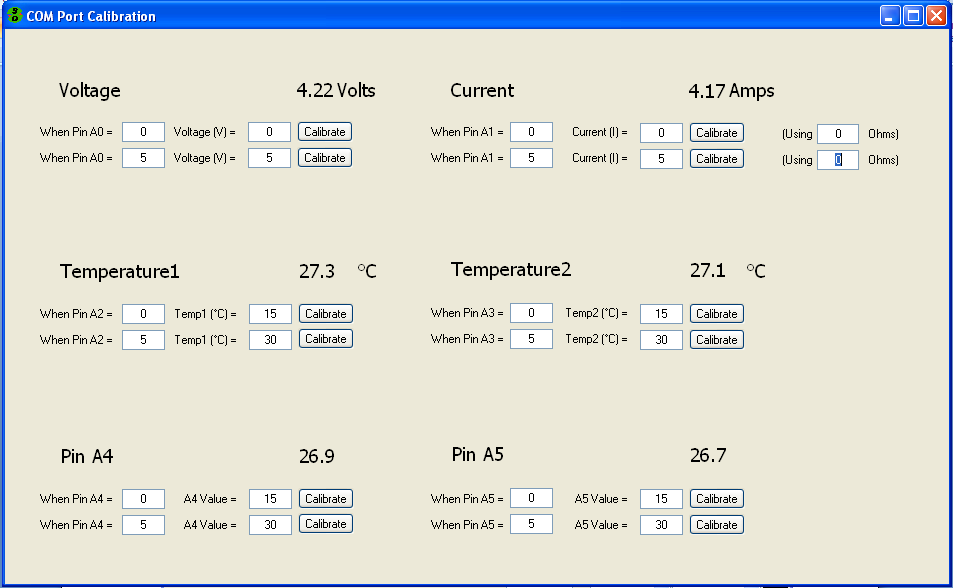 COM Port Calibration
Voltage 4.22 Volts Current 4.17 Amps
When Pin A0 = 0 Voltage (V) = 0 Calibrate When Pin A1 = 0 Current (I) = 0 Calibrate (Using 0 Ohms)
When Pin A0 = 5 Voltage (V) = 5 Calibrate When Pin A1 = 5 Current (I) = 5 Calibrate (Using 0 Ohms)
Temperature1 27.3 °C Temperature2 27.1 °C
When Pin A2 = 0 Temp1 (°C) = 15 Calibrate When Pin A3 = 0 Temp2 (°C) = 15 Calibrate
When Pin A2 = 5 Temp1 (°C) = 30 Calibrate When Pin A3 = 5 Temp2 (°C) = 30 Calibrate
Pin A4 26.9 Pin A5 26.7
When Pin A4 = 0 A4 Value = 15 Calibrate When Pin A5 = 0 A5 Value = 15 Calibrate
When Pin A4 = 5 A4 Value = 30 Calibrate When Pin A5 = 5 A5 Value = 30 Calibrate